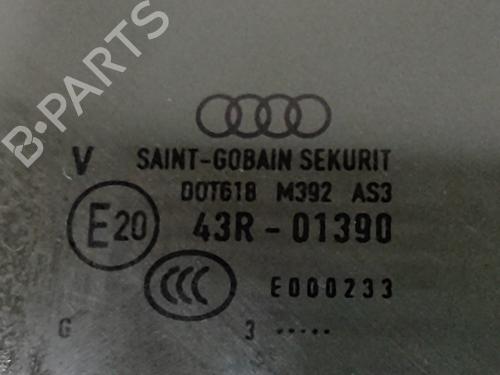 B-PARTS
V SAINT-GOBAIN SEKURIT
DOT618 M392 AS3
E20 43R-01390
CCC E000233
G 3 .....